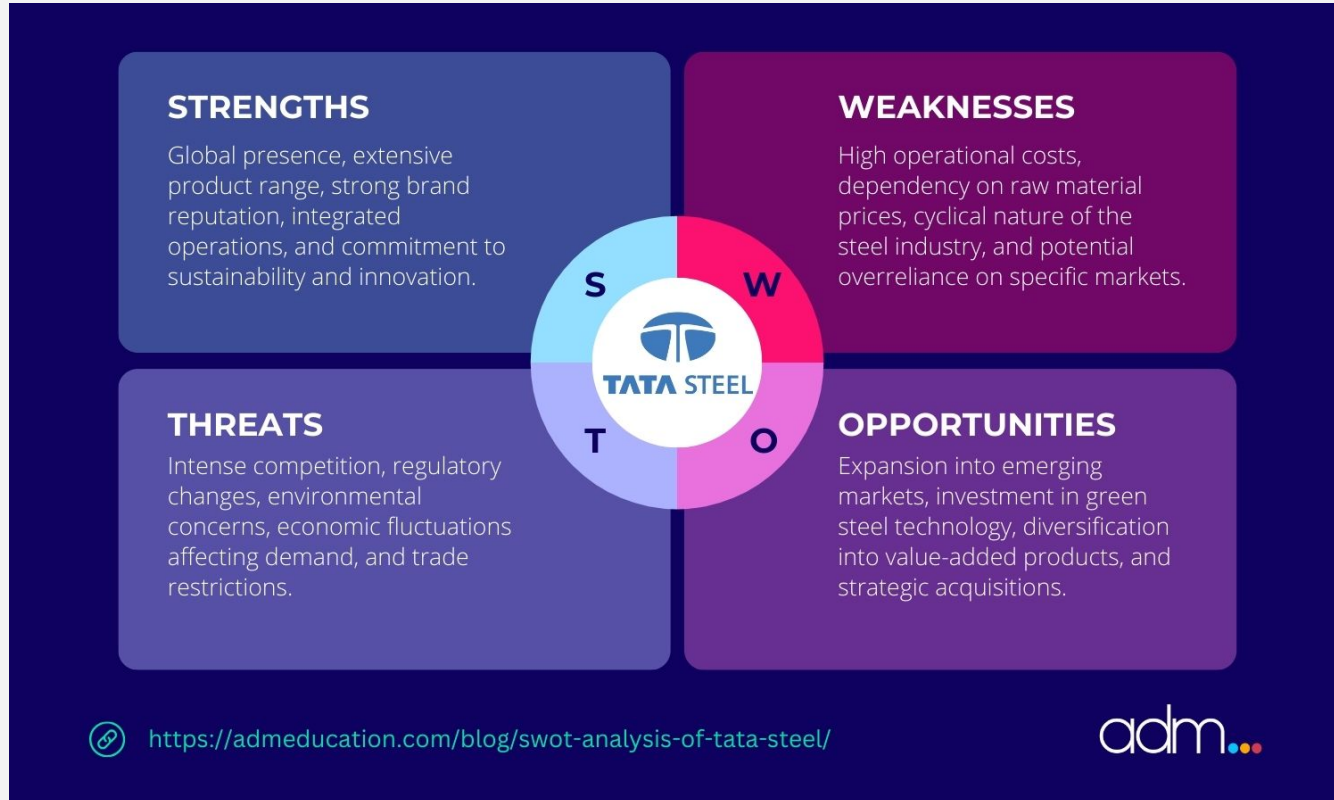 STRENGTHS
Global presence, extensive
product range, strong brand
reputation, integrated
operations, and commitment to
sustainability and innovation.
WEAKNESSES
High operational costs,
dependency on raw material
prices, cyclical nature of the
steel industry, and potential
overreliance on specific markets.
S
W
TATA STEEL
T
O
THREATS
Intense competition, regulatory
changes, environmental
concerns, economic fluctuations
affecting demand, and trade
restrictions.
OPPORTUNITIES
Expansion into emerging
markets, investment in green
steel technology, diversification
into value-added products, and
strategic acquisitions.
https://admeducation.com/blog/swot-analysis-of-tata-steel/
adm...